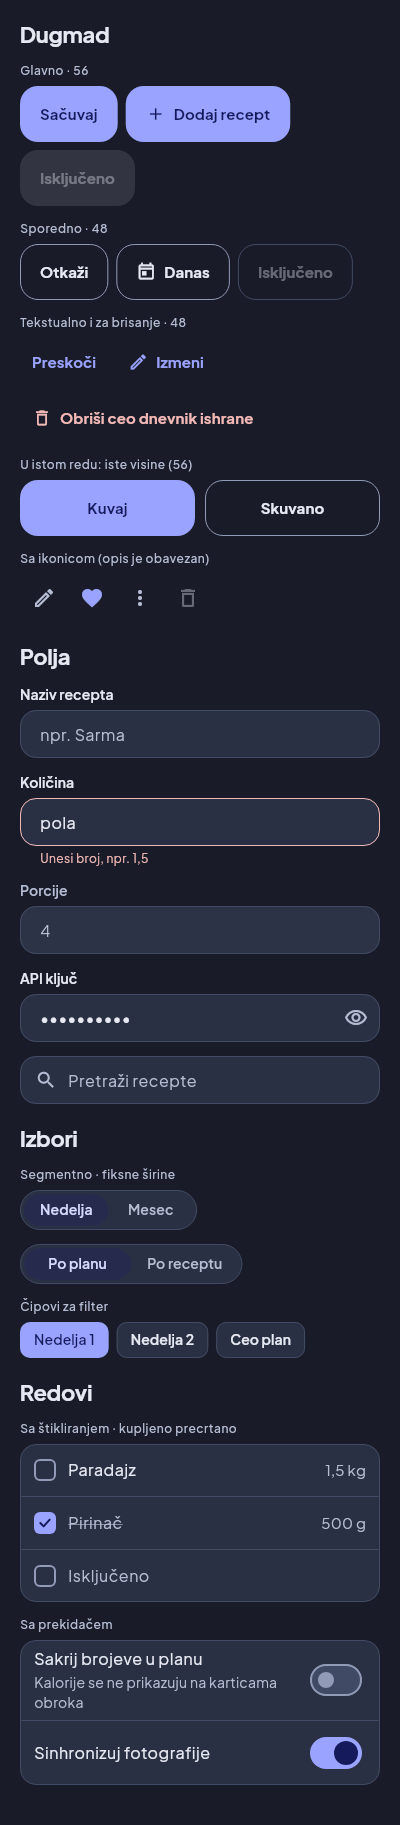 Dugmad
Glavno · 56
Sačuvaj
Dodaj recept
Isključeno
Sporedno · 48
Otkaži
Danas
Isključeno
Tekstualno i za brisanje · 48
Preskoči
Izmeni
Obriši ceo dnevnik ishrane
U istom redu: iste visine (56)
Kuvaj
Skuvano
Sa ikonicom (opis je obavezan)
Polja
Naziv recepta
npr. Sarma
Količina
pola
Unesi broj, npr. 1,5
Porcije
4
API ključ
••••••••••
Pretraži recepte
Izbori
Segmentno · fiksne širine
Nedelja
Mesec
Po planu
Po receptu
Čipovi za filter
Nedelja 1
Nedelja 2
Ceo plan
Redovi
Sa štikliranjem · kupljeno precrtano
Paradajz
1,5 kg
Pirinač
500 g
Isključeno
Sa prekidačem
Sakrij brojeve u planu
Kalorije se ne prikazuju na karticama
obroka
Sinhronizuj fotografije